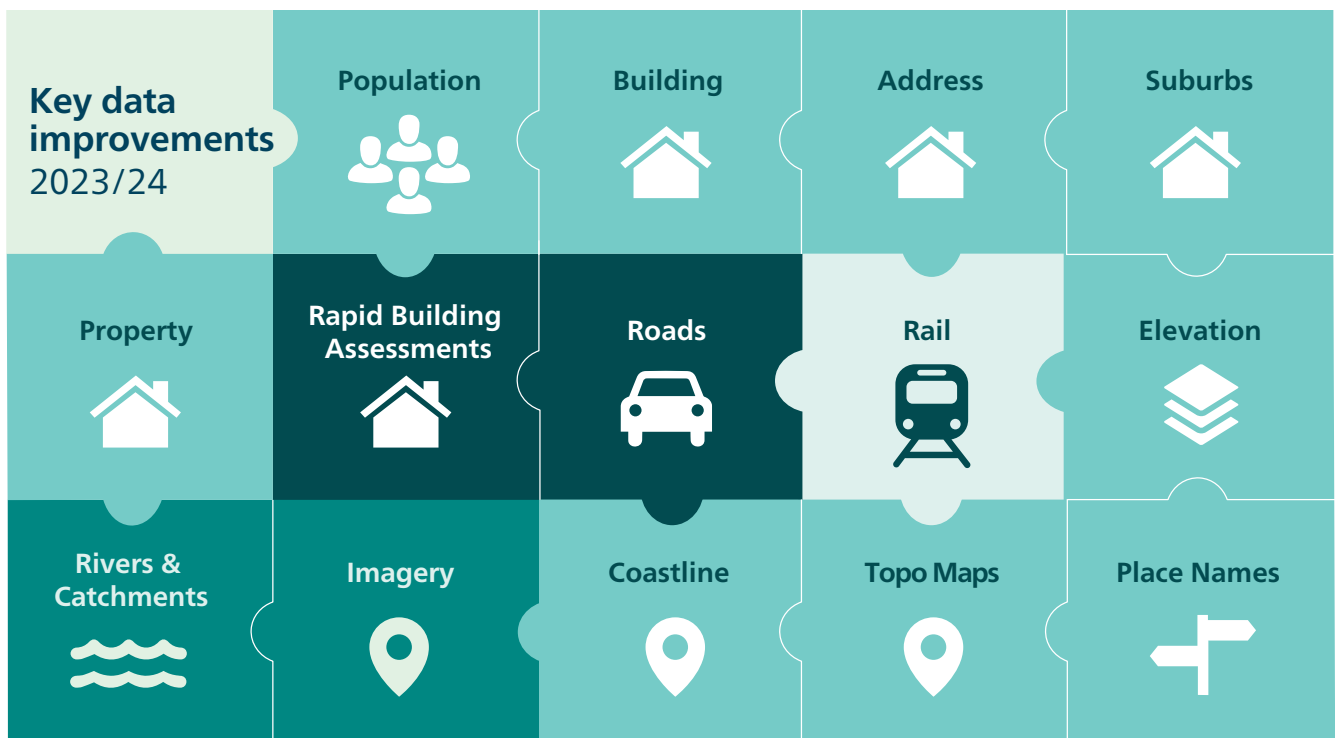 Key data
improvements
2023/24
Population
Building
Address
Suburbs
Property
Rapid Building
Assessments
Roads
Rail
Elevation
Rivers &
Catchments
Imagery
Coastline
Topo Maps
Place Names